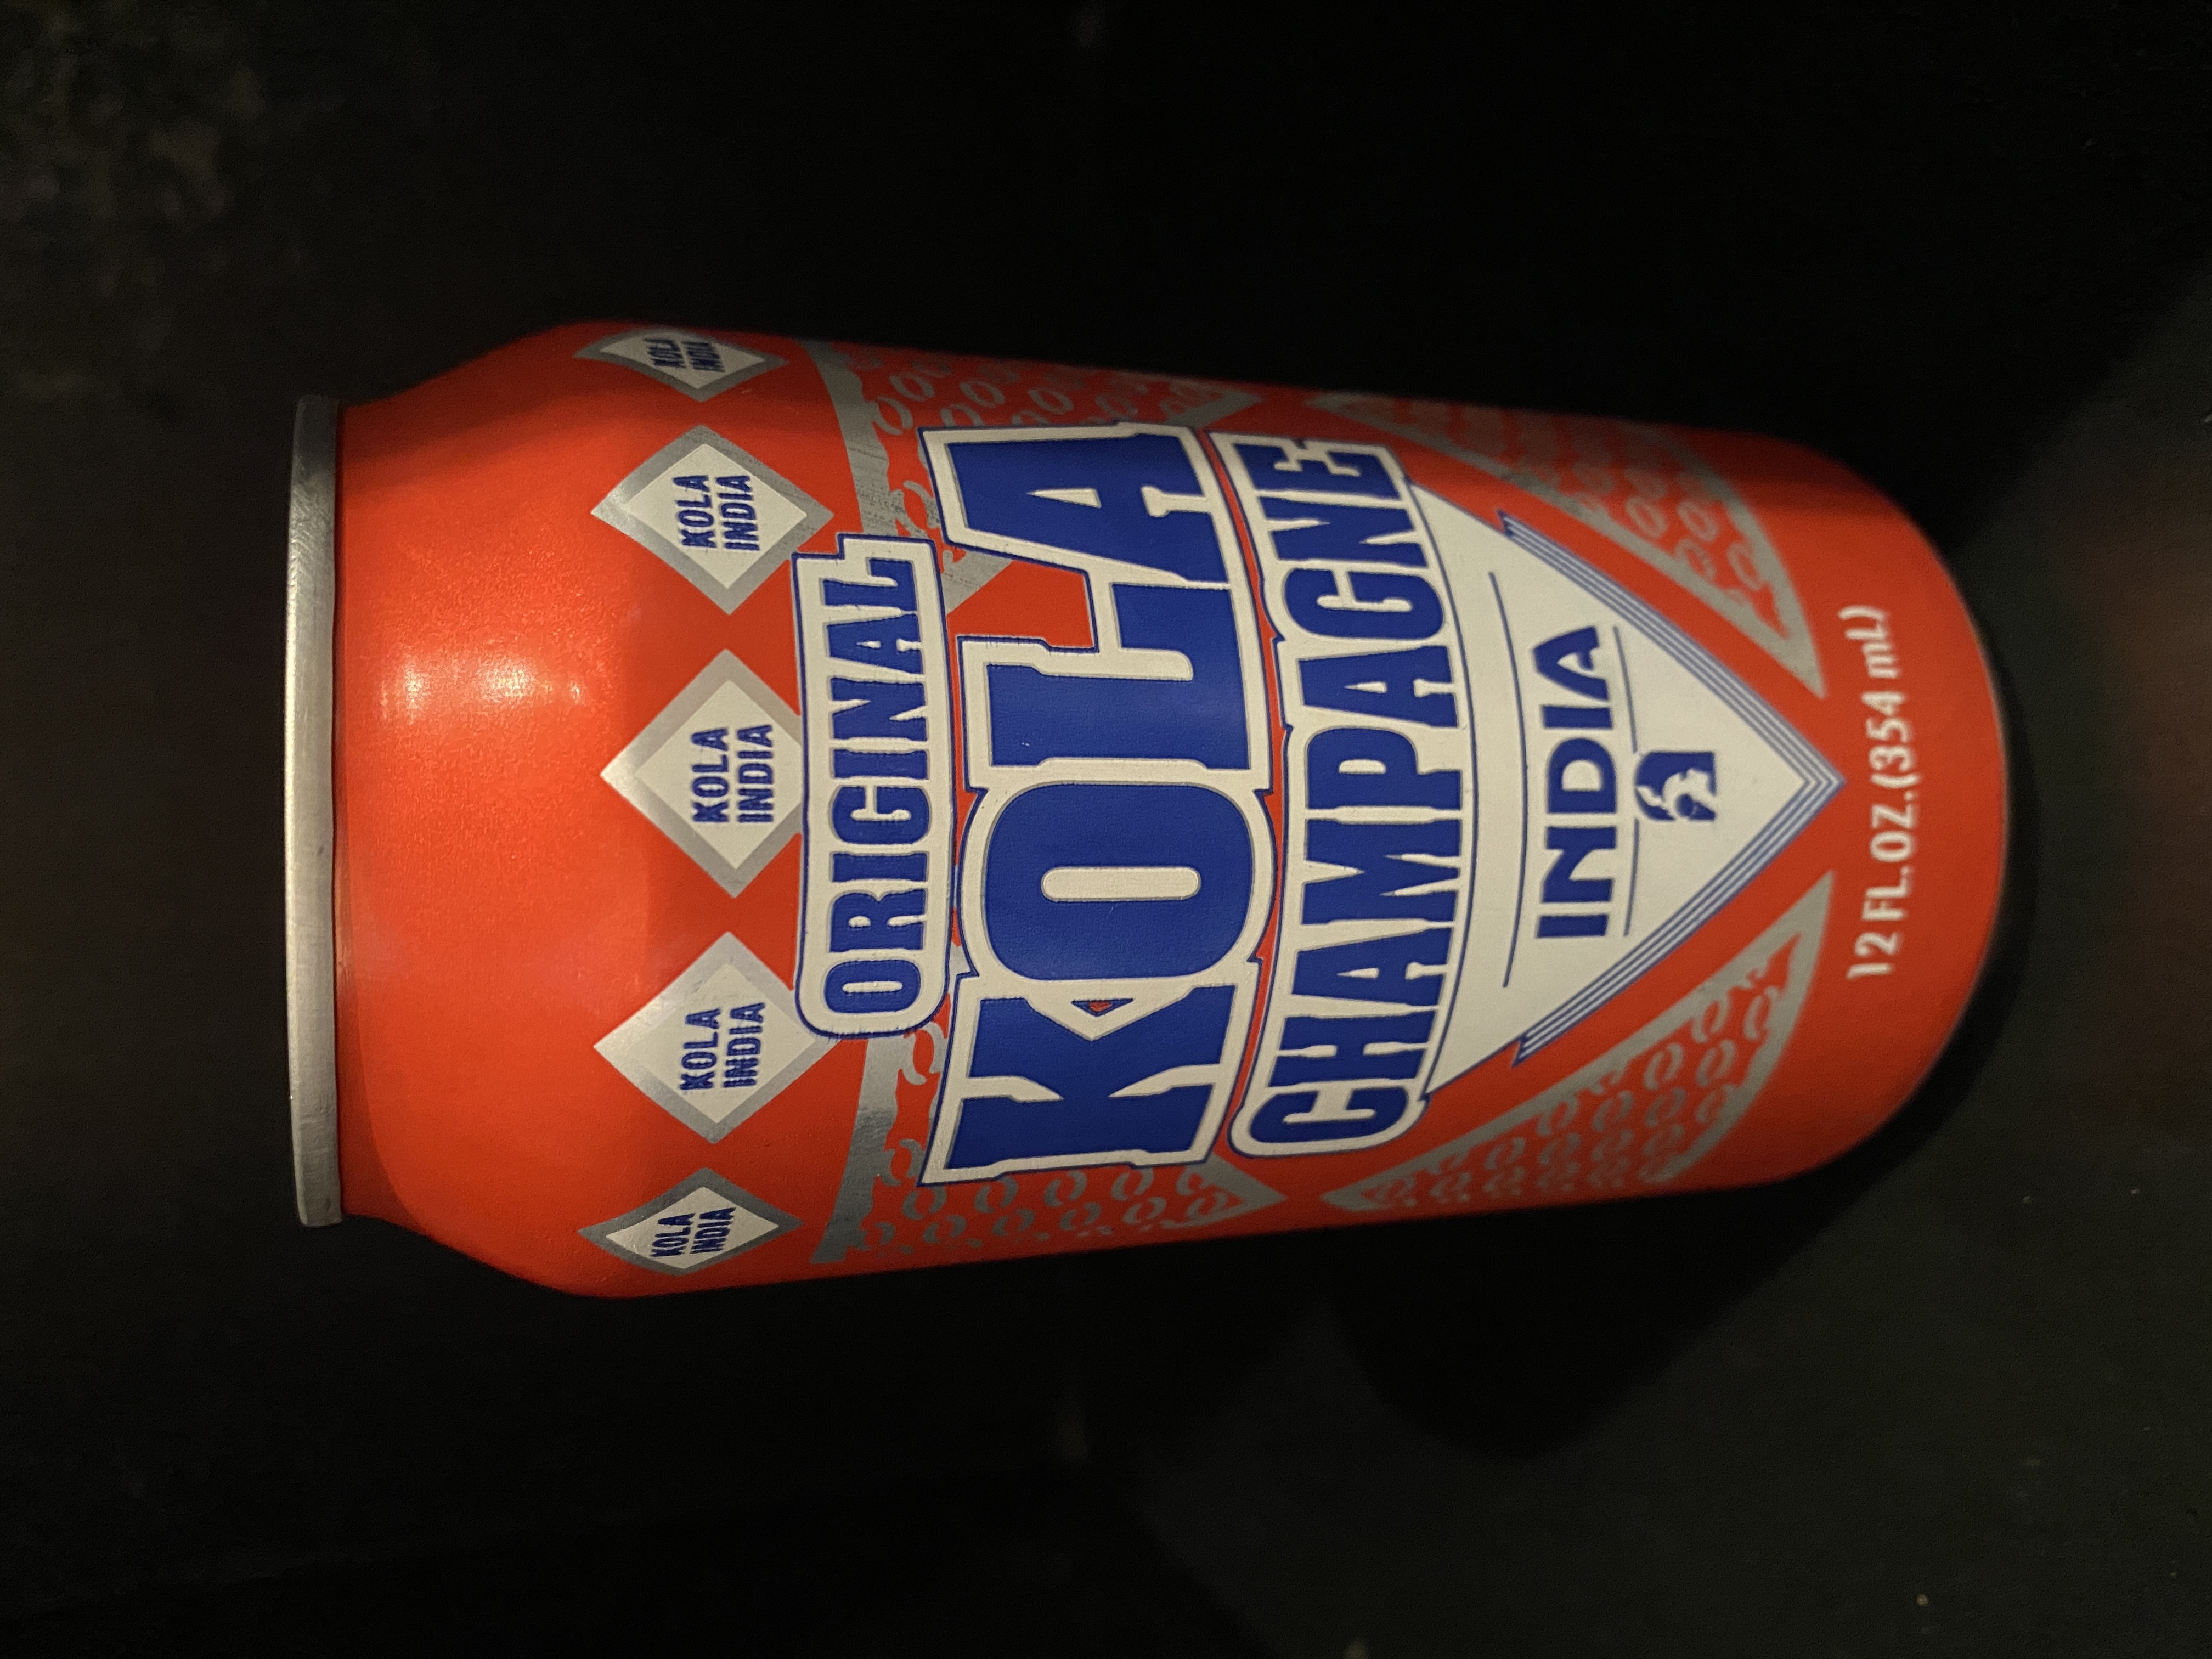 KOLA
INDIA
KOLA
INDIA
KOLA
INDIA
KOLA
INDIA
KOLA
INDIA
ORIGINAL
KOLA
CHAMPAGNE
INDIA
12 FL.OZ.(354 mL)